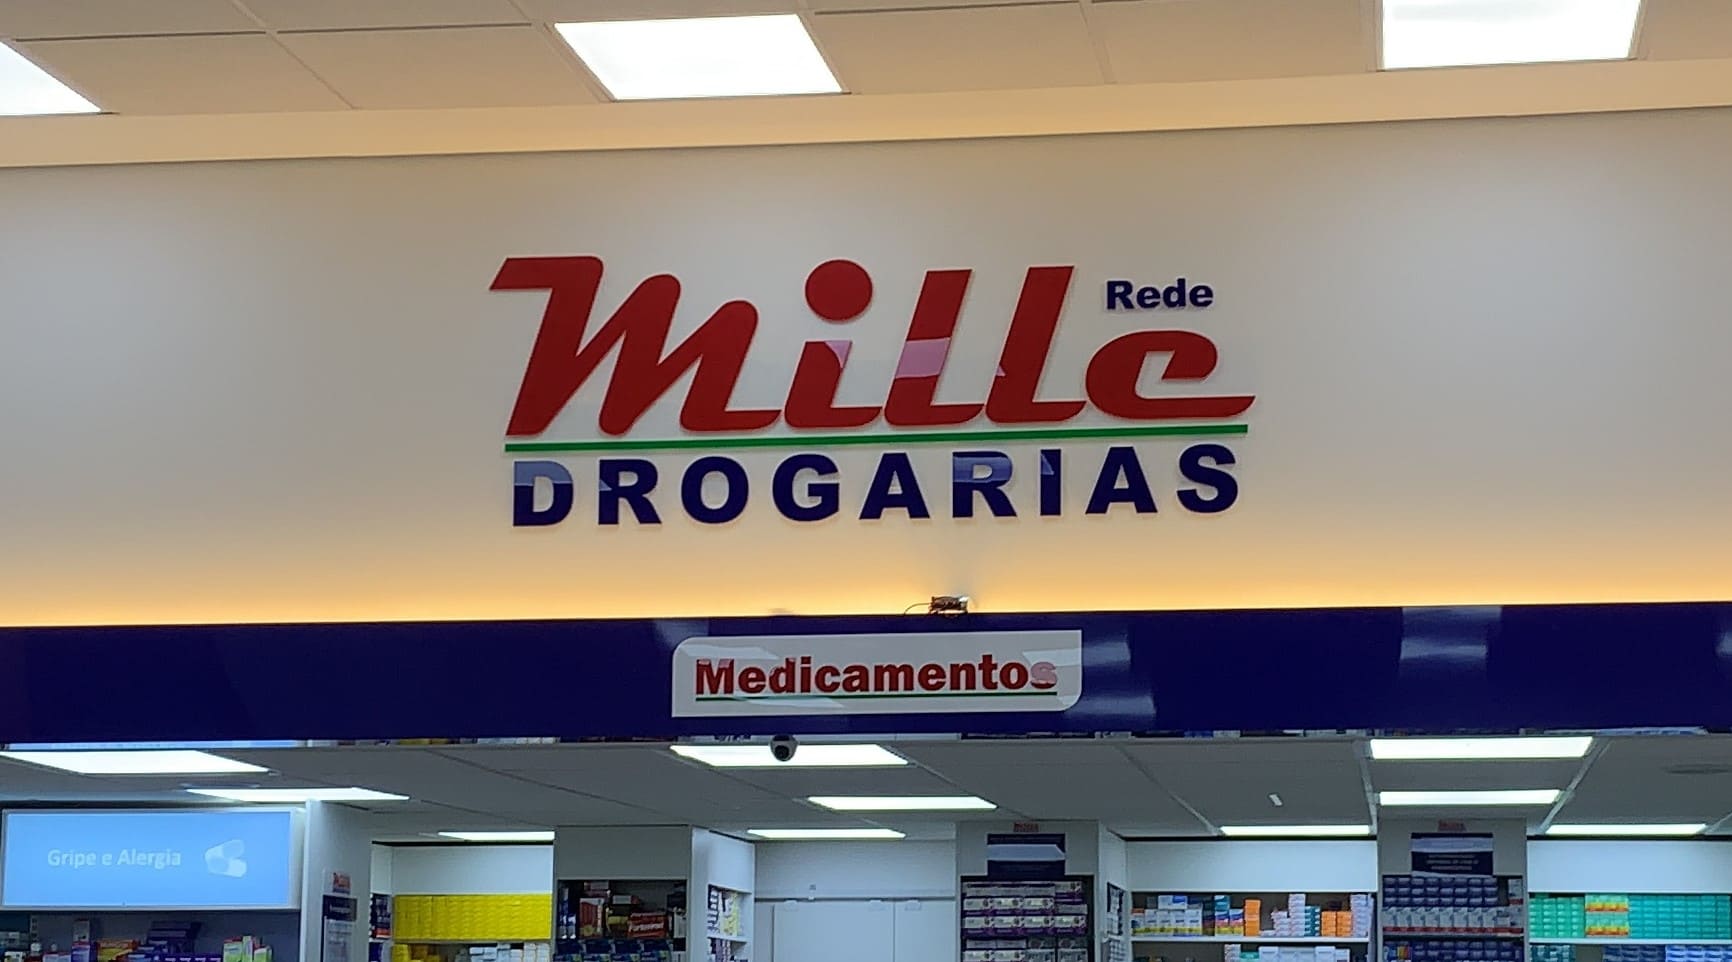 Rede
Mille
DROGARIAS
Medicamentos
Gripe e Alergia